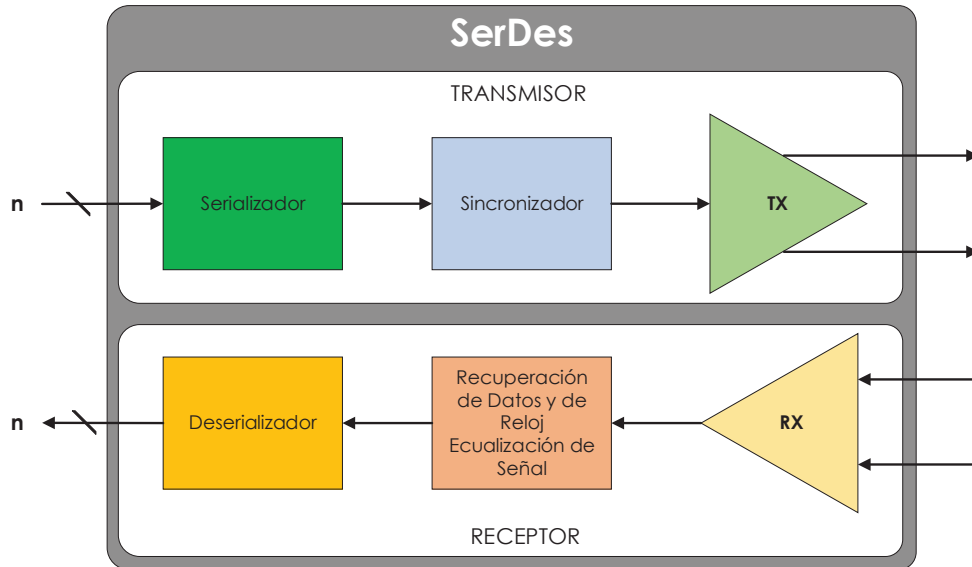 SerDes
TRANSMISOR
n
Serializador
Sincronizador
TX
n
Deserializador
Recuperación
de Datos y de
Reloj
Ecualización de
Señal
RX
RECEPTOR